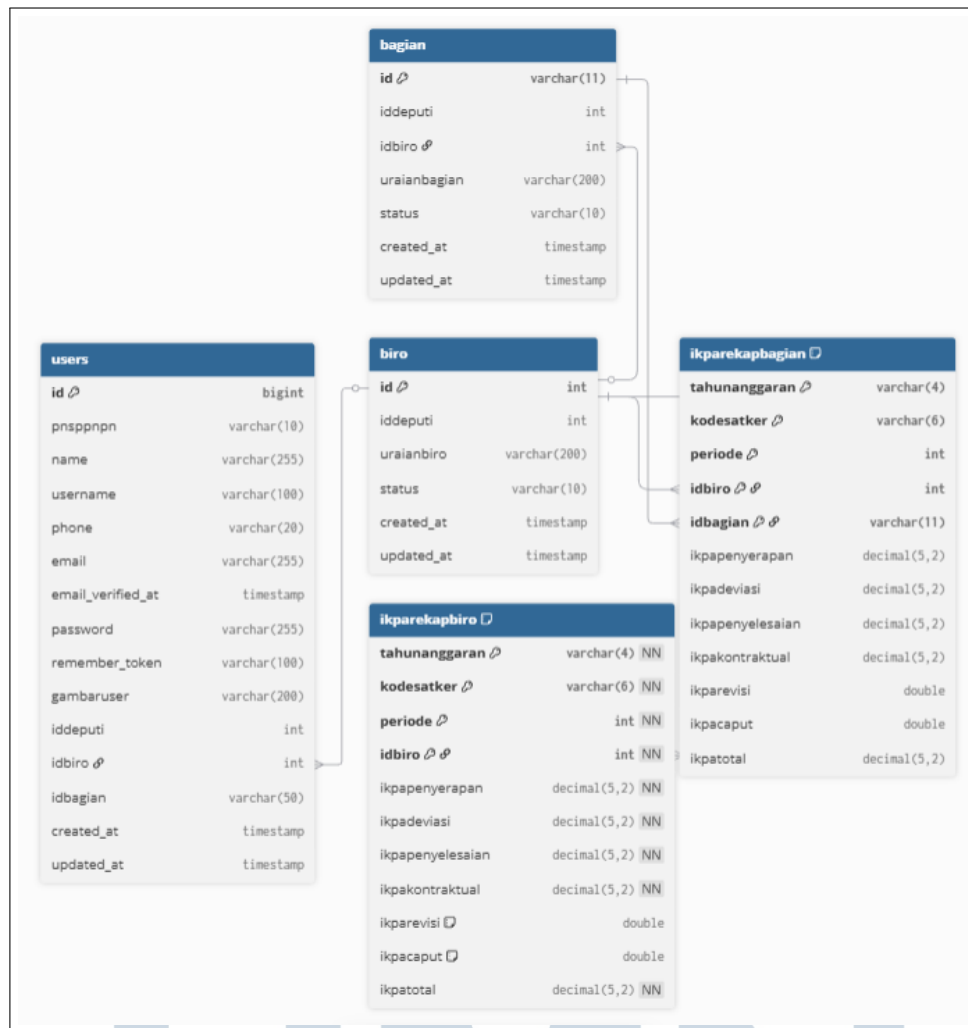 bagian
id varchar(11)
iddeputi int
idbiro int
uraianbagian varchar(200)
status varchar(10)
created_at timestamp
updated_at timestamp
users
id bigint
pnsppnpn varchar(10)
name varchar(255)
username varchar(100)
phone varchar(20)
email varchar(255)
email_verified_at timestamp
password varchar(255)
remember_token varchar(100)
gambaruser varchar(200)
iddeputi int
idbiro int
idbagian varchar(50)
created_at timestamp
updated_at timestamp
biro
id int
iddeputi int
uraianbiro varchar(200)
status varchar(10)
created_at timestamp
updated_at timestamp
ikparekapbiro
tahunanggaran varchar(4) NN
kodesatker varchar(6) NN
periode int NN
idbiro int NN
ikpapenyerapan decimal(5,2) NN
ikpadeviasi decimal(5,2) NN
ikpapenyelesaian decimal(5,2) NN
ikpakontraktual decimal(5,2) NN
ikparevisi double
ikpacaput double
ikpatotal decimal(5,2) NN
ikparekapbagian
tahunanggaran varchar(4)
kodesatker varchar(6)
periode int
idbiro int
idbagian varchar(11)
ikpapenyerapan decimal(5,2)
ikpadeviasi decimal(5,2)
ikpapenyelesaian decimal(5,2)
ikpakontraktual decimal(5,2)
ikparevisi double
ikpacaput double
ikpatotal decimal(5,2)